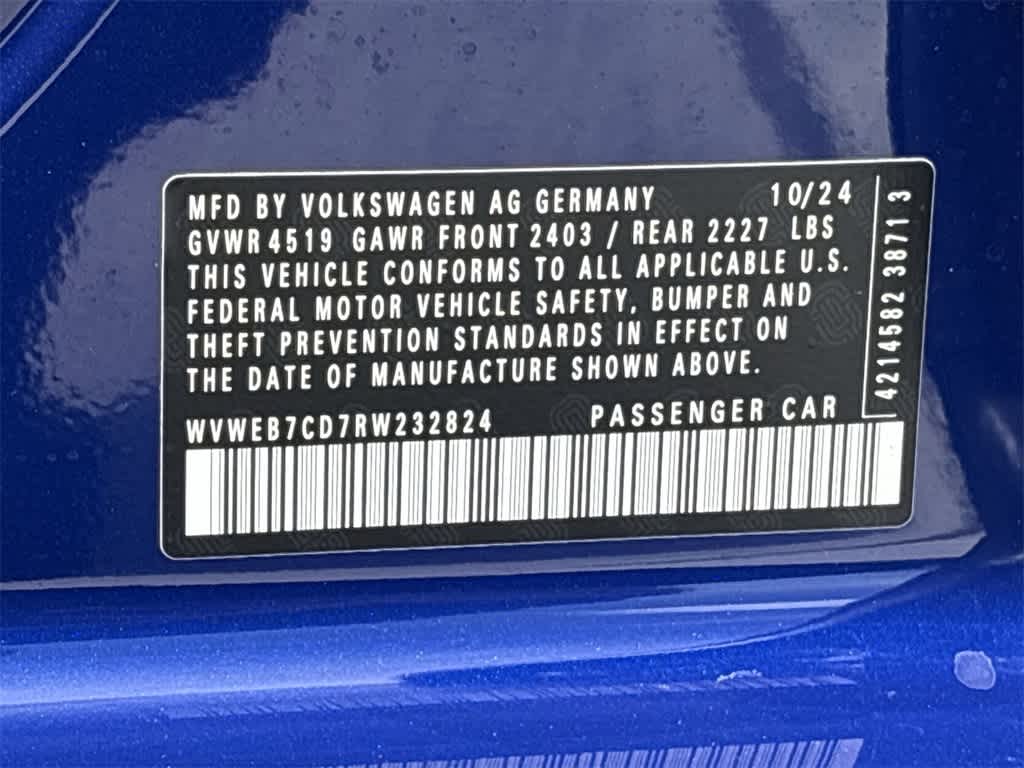 MFD BY VOLKSWAGEN AG GERMANY 10/24
GVWR 4519 GAWR FRONT 2403 / REAR 2227 LBS
THIS VEHICLE CONFORMS TO ALL APPLICABLE U.S.
FEDERAL MOTOR VEHICLE SAFETY, BUMPER AND
THEFT PREVENTION STANDARDS IN EFFECT ON
THE DATE OF MANUFACTURE SHOWN ABOVE.
WVWEB7CD7RW232824 PASSENGER CAR
4214582 3871 3